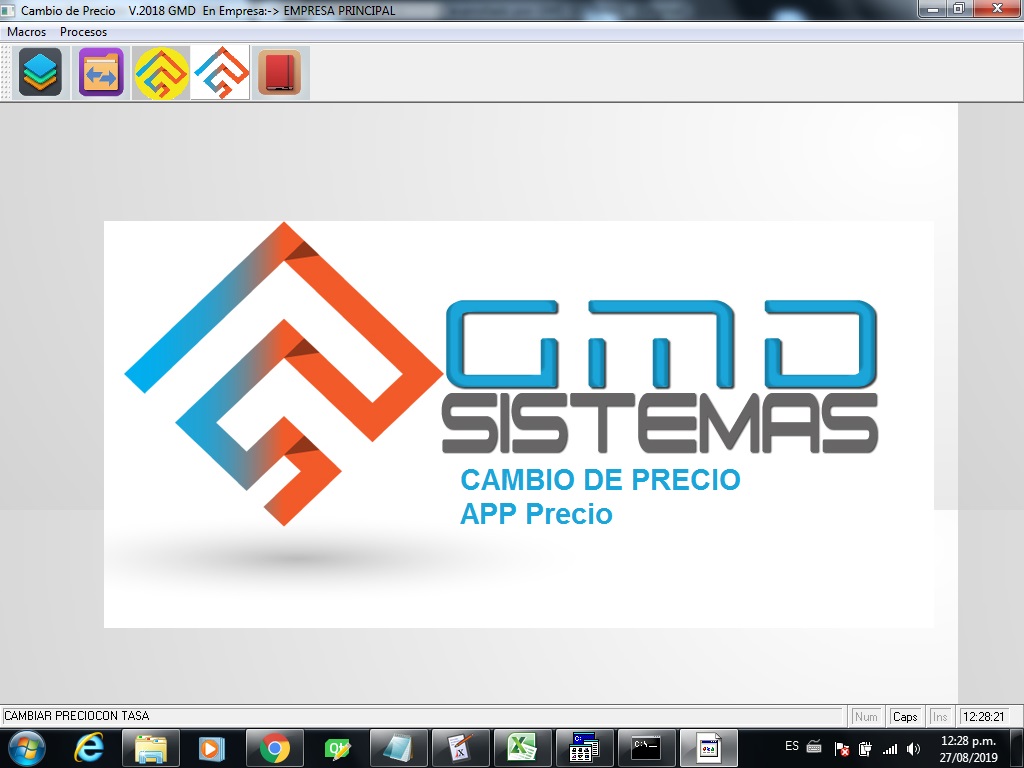 Cambio de Precio V.2018 GMD En Empresa:-> EMPRESA PRINCIPAL
Macros Procesos
GMD
SISTEMAS
CAMBIO DE PRECIO
APP Precio
CAMBIAR PRECIOCON TASA Num Caps Ins 12:28:21
ES 12:28 p.m.
27/08/2019